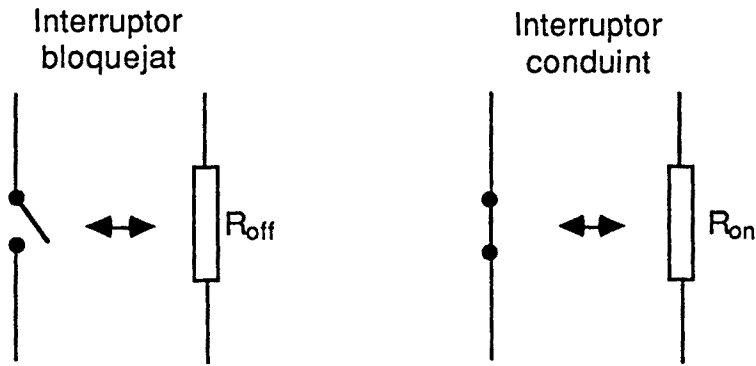 Interruptor
bloquejat
Interruptor
conduint
Roff
Ron